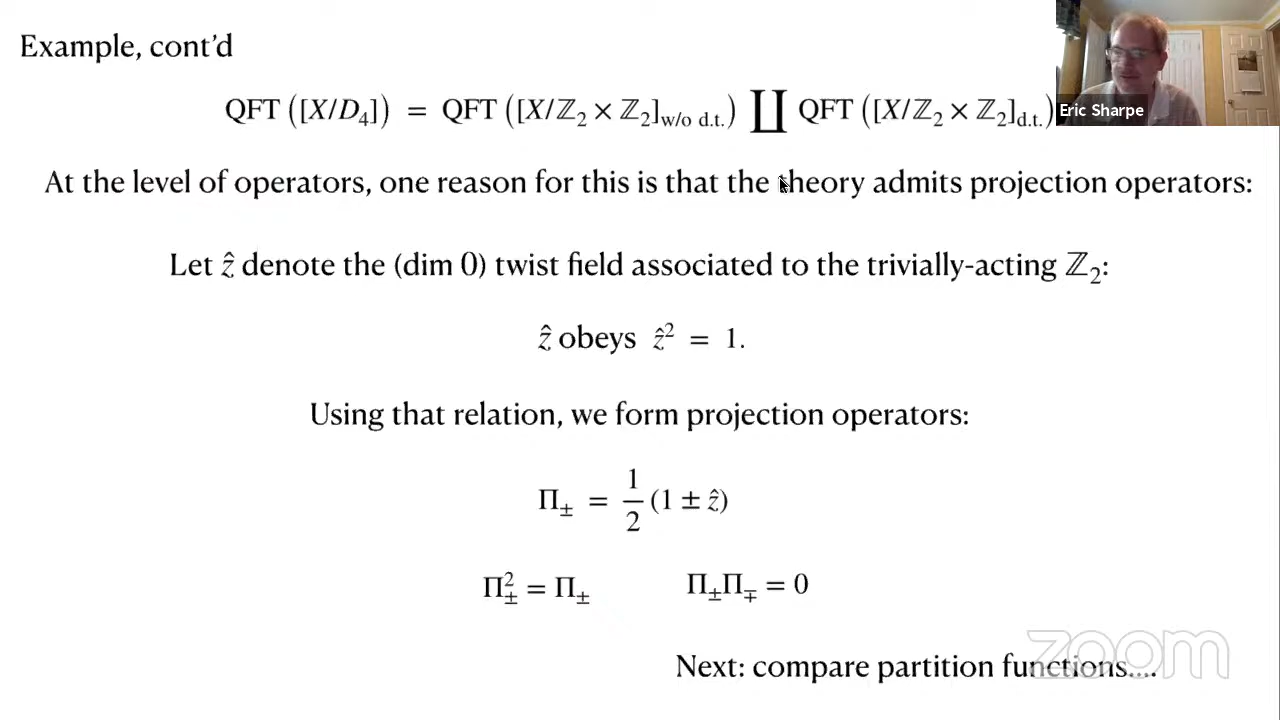 Example, cont'd
QFT ([X/D₄]) = QFT ([X/ℤ₂ × ℤ₂]w/o d.t.) ∐ QFT ([X/ℤ₂ × ℤ₂]d.t.)
Eric Sharpe
At the level of operators, one reason for this is that the theory admits projection operators:
Let ẑ denote the (dim 0) twist field associated to the trivially-acting ℤ₂:
ẑ obeys ẑ² = 1.
Using that relation, we form projection operators:
Π± = 1/2 (1 ± ẑ)
Π±² = Π± Π±Π∓ = 0
Next: compare partition functions....
zoom